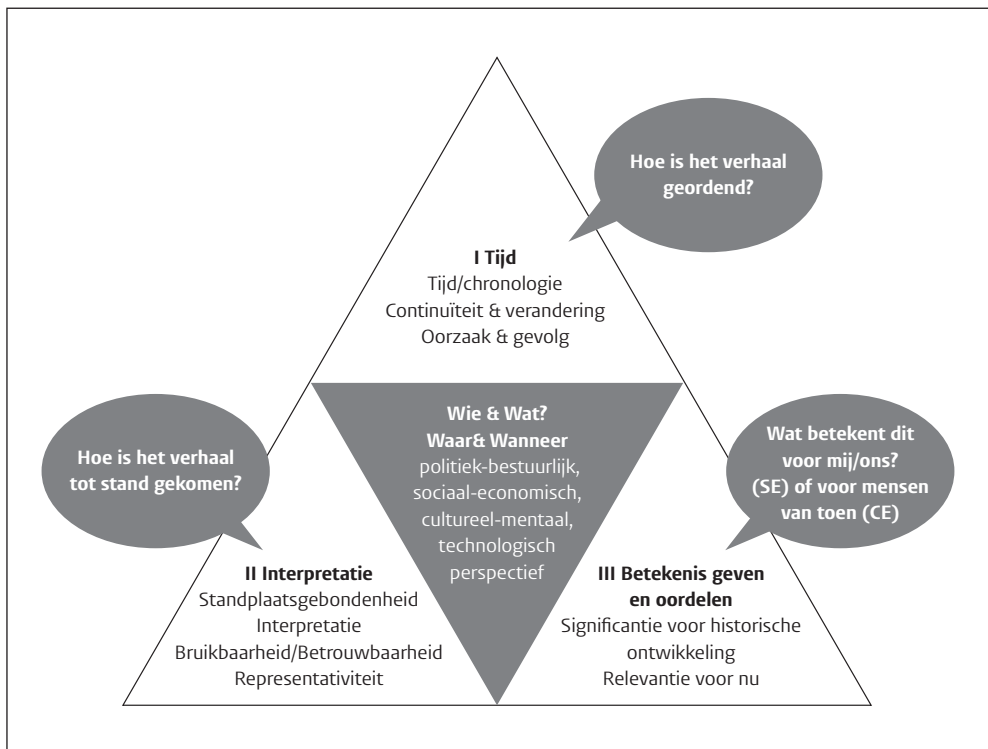 Hoe is het verhaal
geordend?
I Tijd
Tijd/chronologie
Continuïteit & verandering
Oorzaak & gevolg
Wie & Wat?
Waar& Wanneer
politiek-bestuurlijk,
sociaal-economisch,
cultureel-mentaal,
technologisch
perspectief
Hoe is het verhaal
tot stand gekomen?
Wat betekent dit
voor mij/ons?
(SE) of voor mensen
van toen (CE)
II Interpretatie
Standplaatsgebondenheid
Interpretatie
Bruikbaarheid/Betrouwbaarheid
Representativiteit
III Betekenis geven
en oordelen
Significantie voor historische
ontwikkeling
Relevantie voor nu